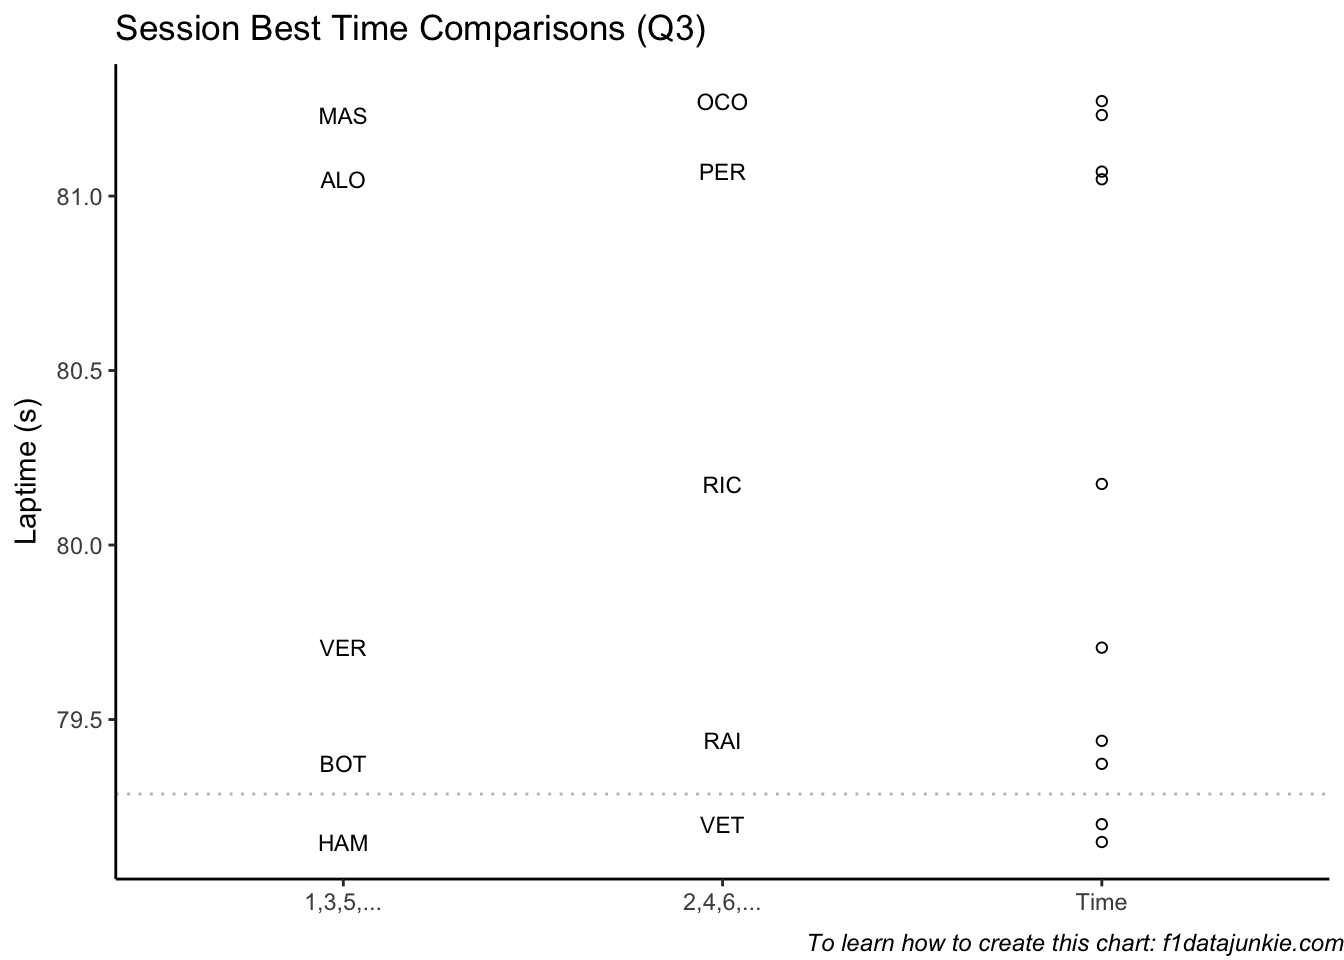 Session Best Time Comparisons (Q3)
OCO
MAS
PER
ALO
81.0
80.5
Laptime (s)
RIC
80.0
VER
79.5
RAI
BOT
VET
HAM
1,3,5,... 2,4,6,... Time
To learn how to create this chart: f1datajunkie.com